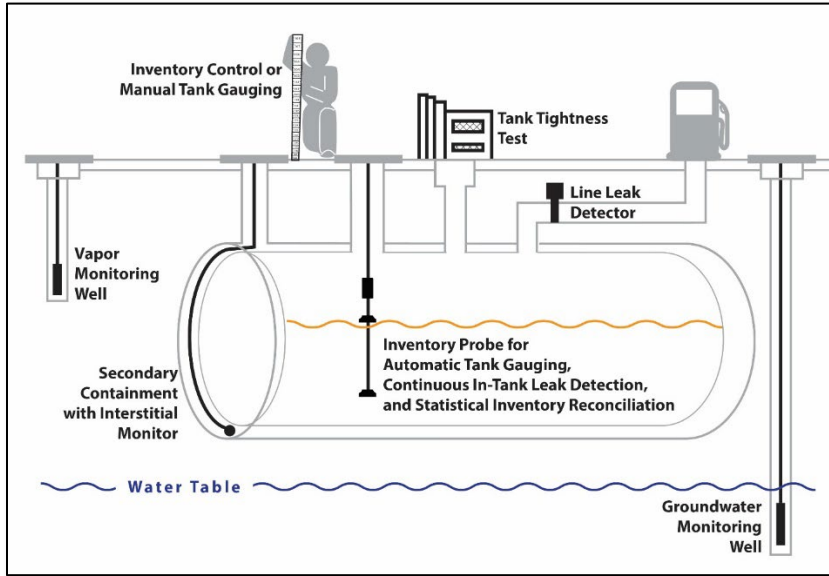 Inventory Control or
Manual Tank Gauging
Tank Tightness
Test
Line Leak
Detector
Vapor
Monitoring
Well
Inventory Probe for
Automatic Tank Gauging,
Continuous In-Tank Leak Detection,
and Statistical Inventory Reconciliation
Secondary
Containment
with Interstitial
Monitor
Water Table
Groundwater
Monitoring
Well